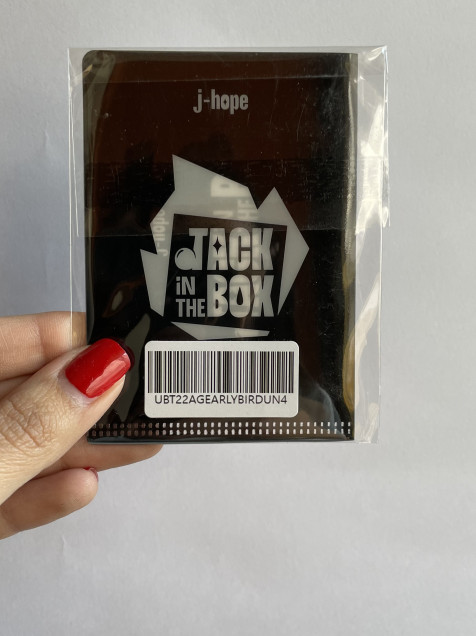 j-hope
JACK
iN
THE
BOX
UBT22AGEARLYBIRDUN4